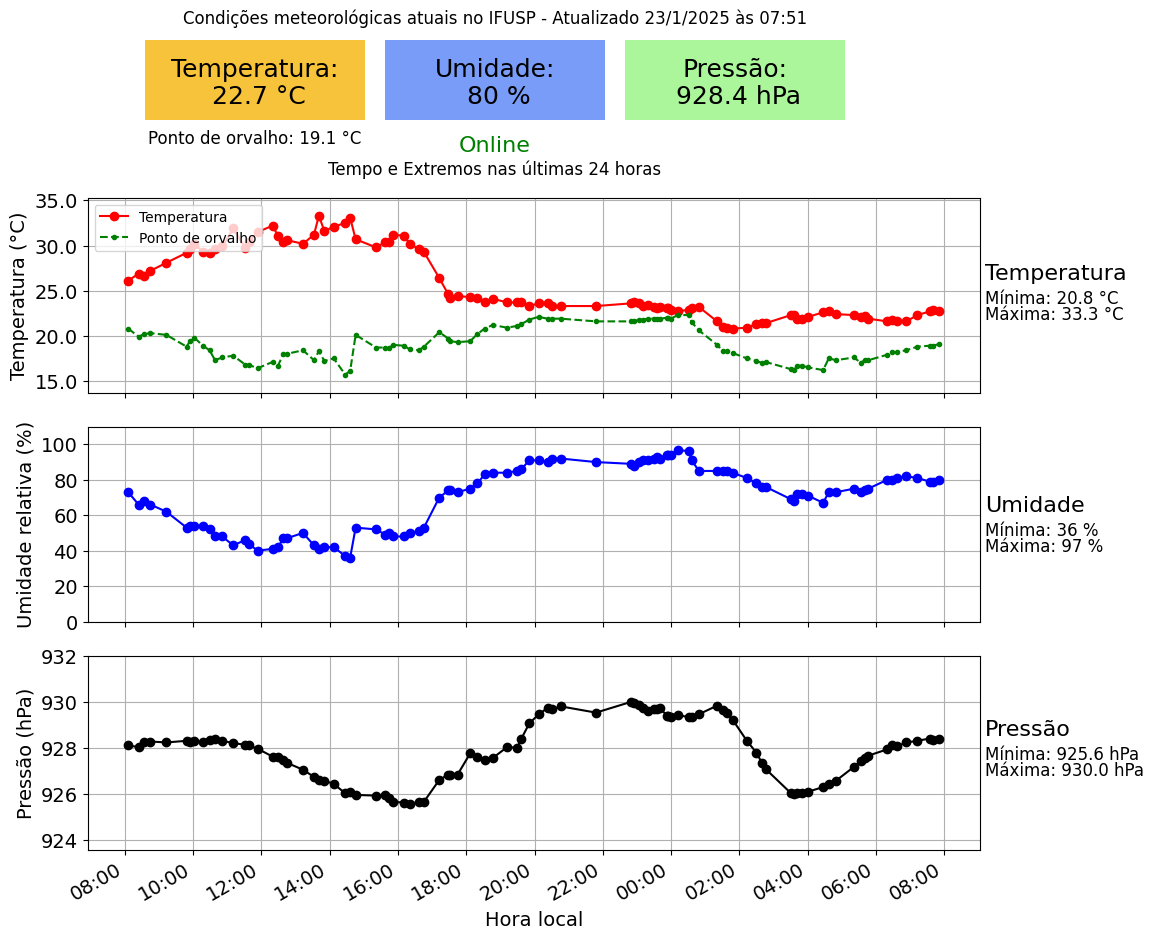 Condições meteorológicas atuais no IFUSP - Atualizado 23/1/2025 às 07:51
Temperatura:
22.7 °C
Umidade:
80 %
Pressão:
928.4 hPa
Ponto de orvalho: 19.1 °C
Online
Tempo e Extremos nas últimas 24 horas
Temperatura (°C)
35.0
30.0
25.0
20.0
15.0
Temperatura
Ponto de orvalho
Temperatura
Mínima: 20.8 °C
Máxima: 33.3 °C
Umidade relativa (%)
100
80
60
40
20
0
Umidade
Mínima: 36 %
Máxima: 97 %
Pressão (hPa)
932
930
928
926
924
Pressão
Mínima: 925.6 hPa
Máxima: 930.0 hPa
08:00
10:00
12:00
14:00
16:00
18:00
20:00
22:00
00:00
02:00
04:00
06:00
08:00
Hora local